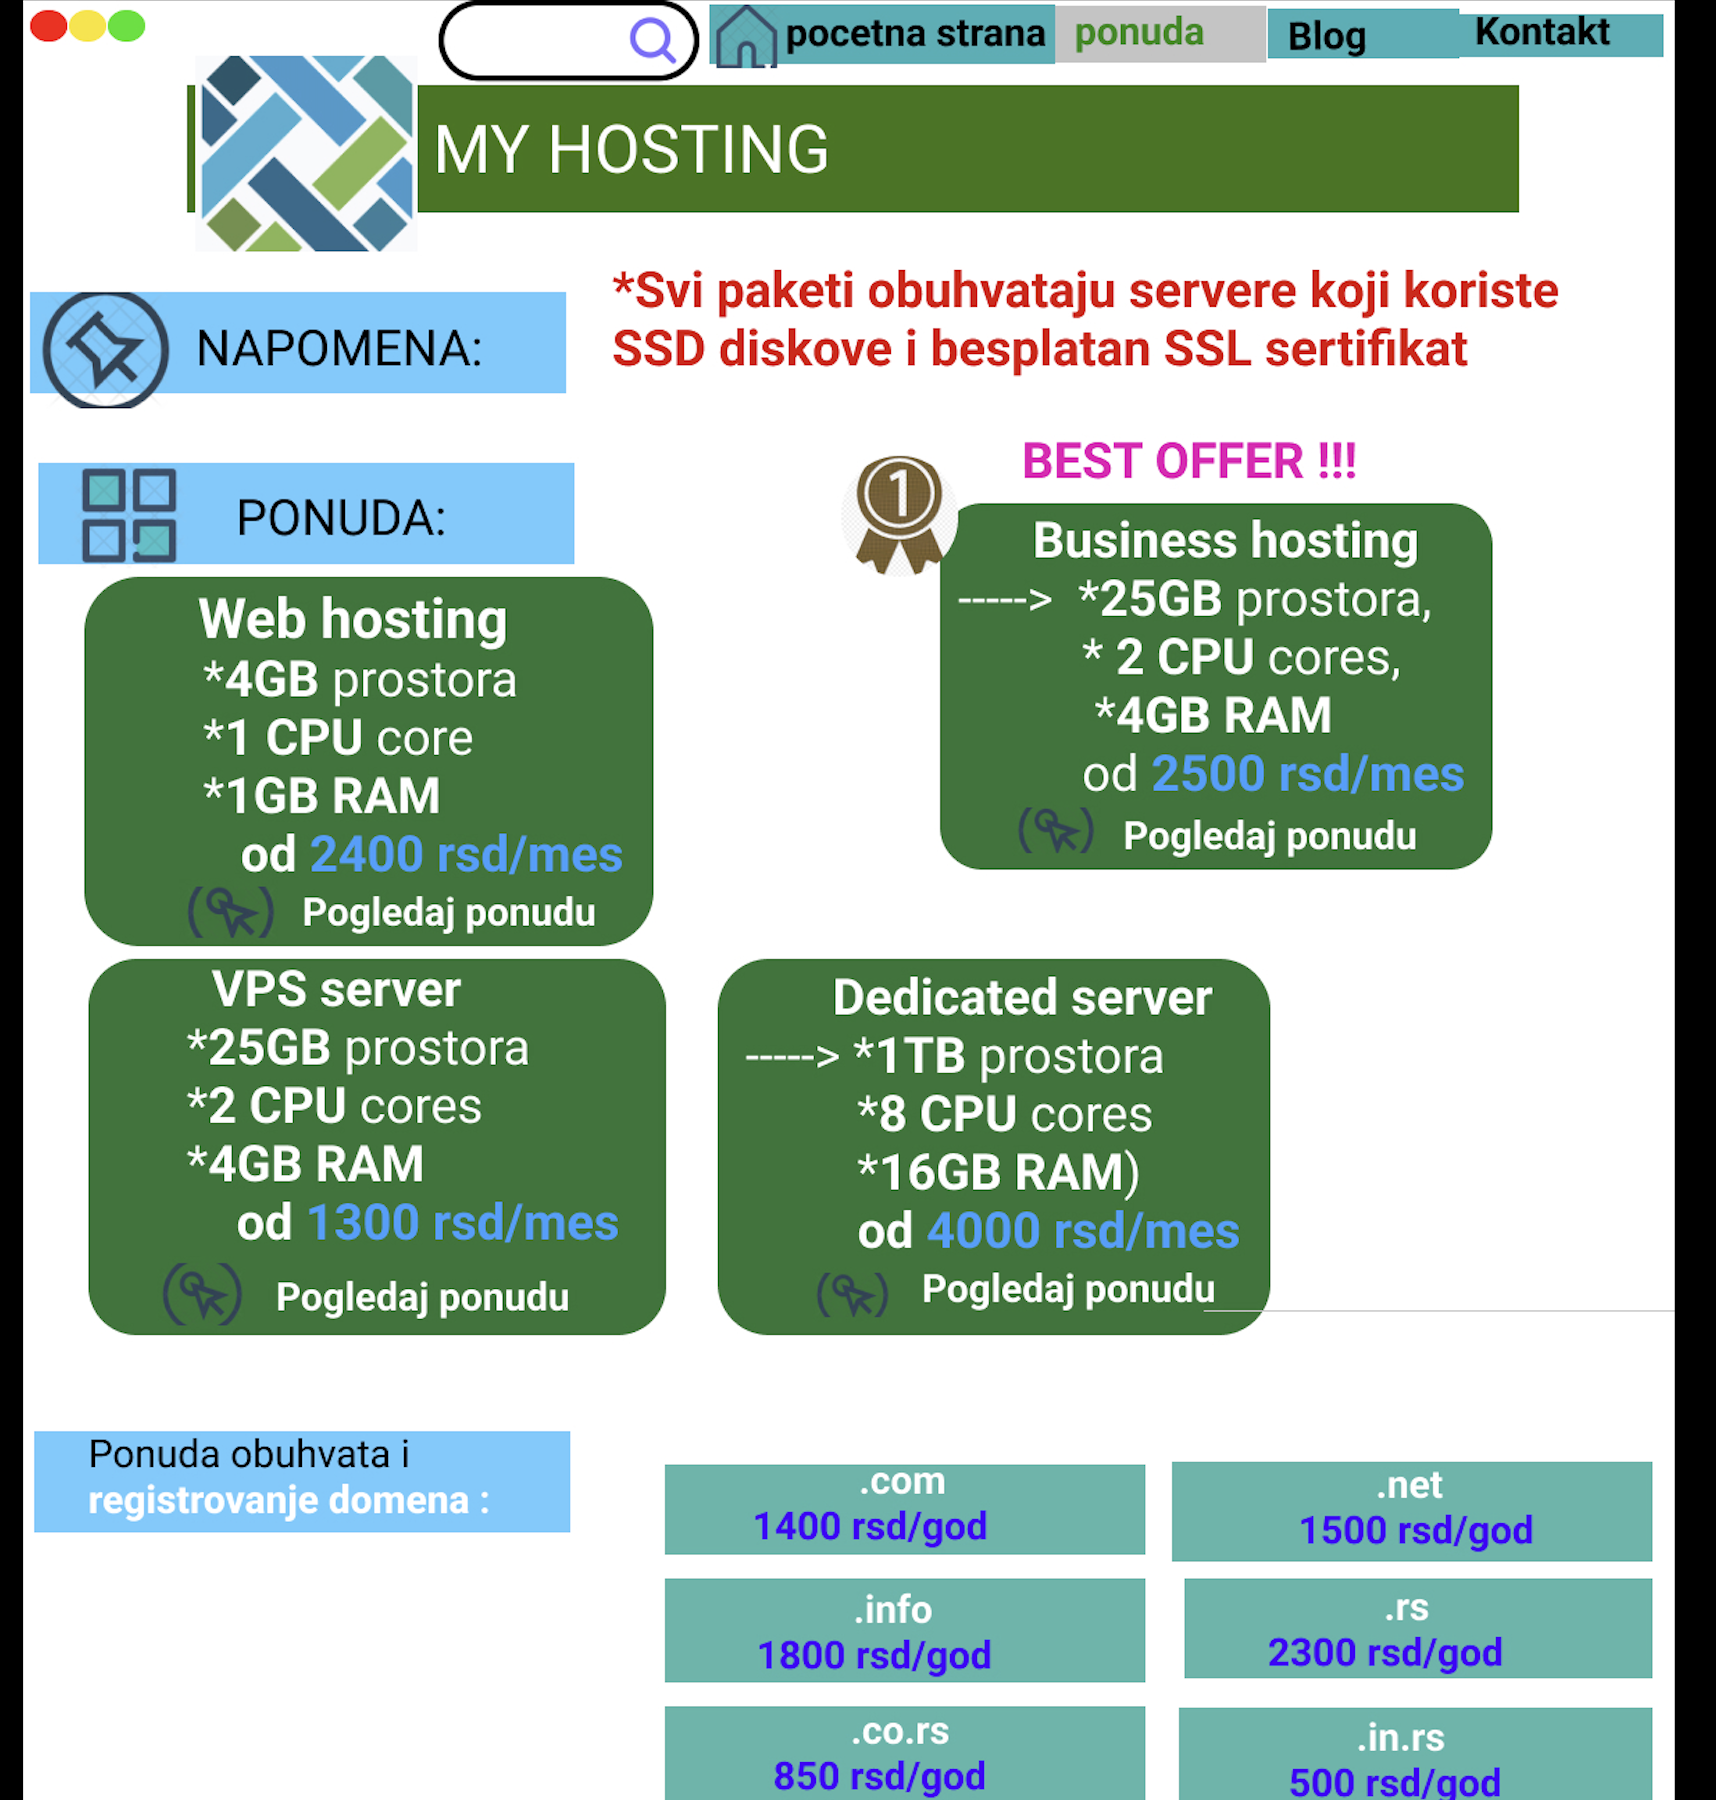 pocetna strana
ponuda
Blog
Kontakt
MY HOSTING
NAPOMENA:
*Svi paketi obuhvataju servere koji koriste
SSD diskove i besplatan SSL sertifikat
PONUDA:
BEST OFFER !!!
1
Business hosting
-----> *25GB prostora,
* 2 CPU cores,
*4GB RAM
od 2500 rsd/mes
Pogledaj ponudu
Web hosting
*4GB prostora
*1 CPU core
*1GB RAM
od 2400 rsd/mes
Pogledaj ponudu
VPS server
*25GB prostora
*2 CPU cores
*4GB RAM
od 1300 rsd/mes
Pogledaj ponudu
Dedicated server
-----> *1TB prostora
*8 CPU cores
*16GB RAM)
od 4000 rsd/mes
Pogledaj ponudu
Ponuda obuhvata i
registrovanje domena :
.com
1400 rsd/god
.net
1500 rsd/god
.info
1800 rsd/god
.rs
2300 rsd/god
.co.rs
850 rsd/god
.in.rs
500 rsd/god